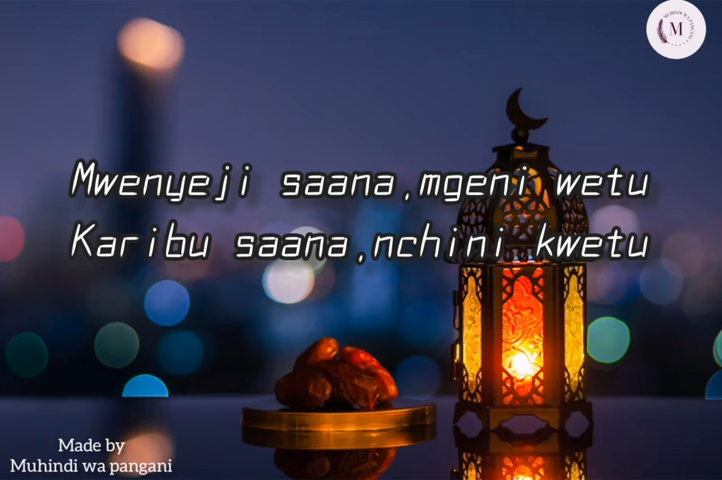 M
Mwenyeji saana,mgeni wetu
Karibu saana,nchini kwetu
Made by
Muhindi wa pangani